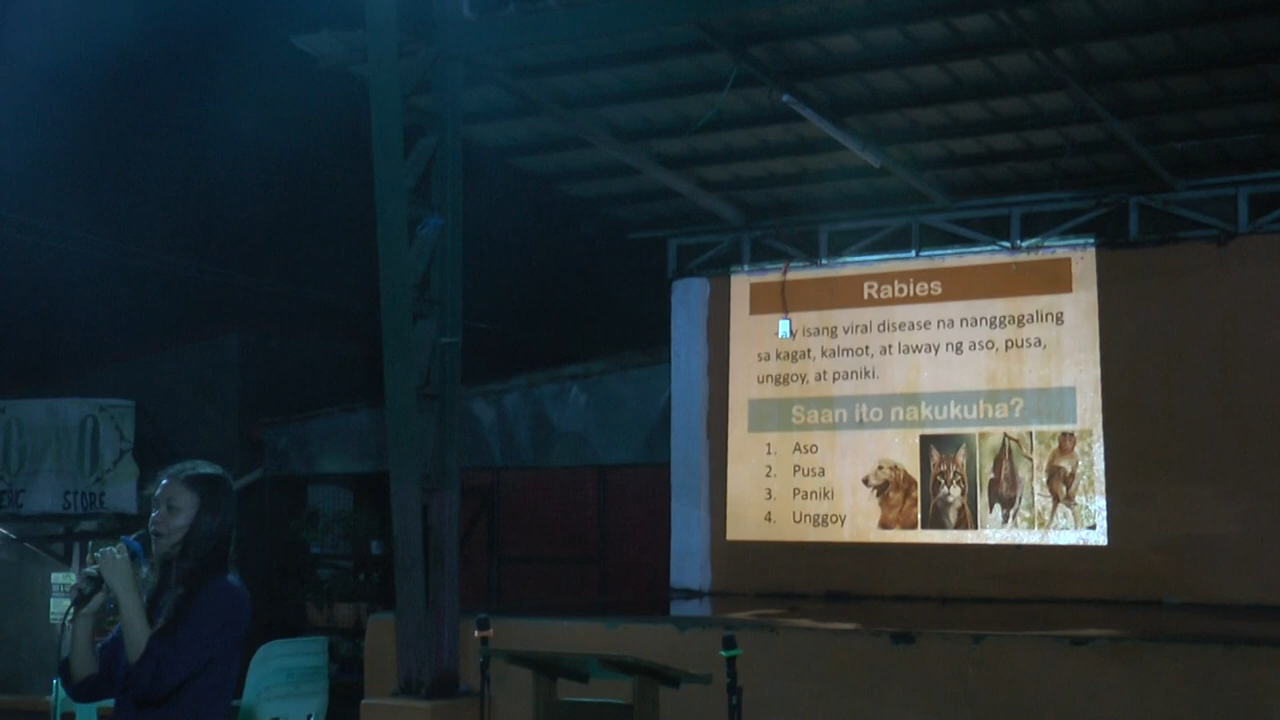 Rabies
- ay isang viral disease na nanggagaling
sa kagat, kalmot, at laway ng aso, pusa,
unggoy, at paniki.
Saan ito nakukuha?
1. Aso
2. Pusa
3. Paniki
4. Unggoy
STORE